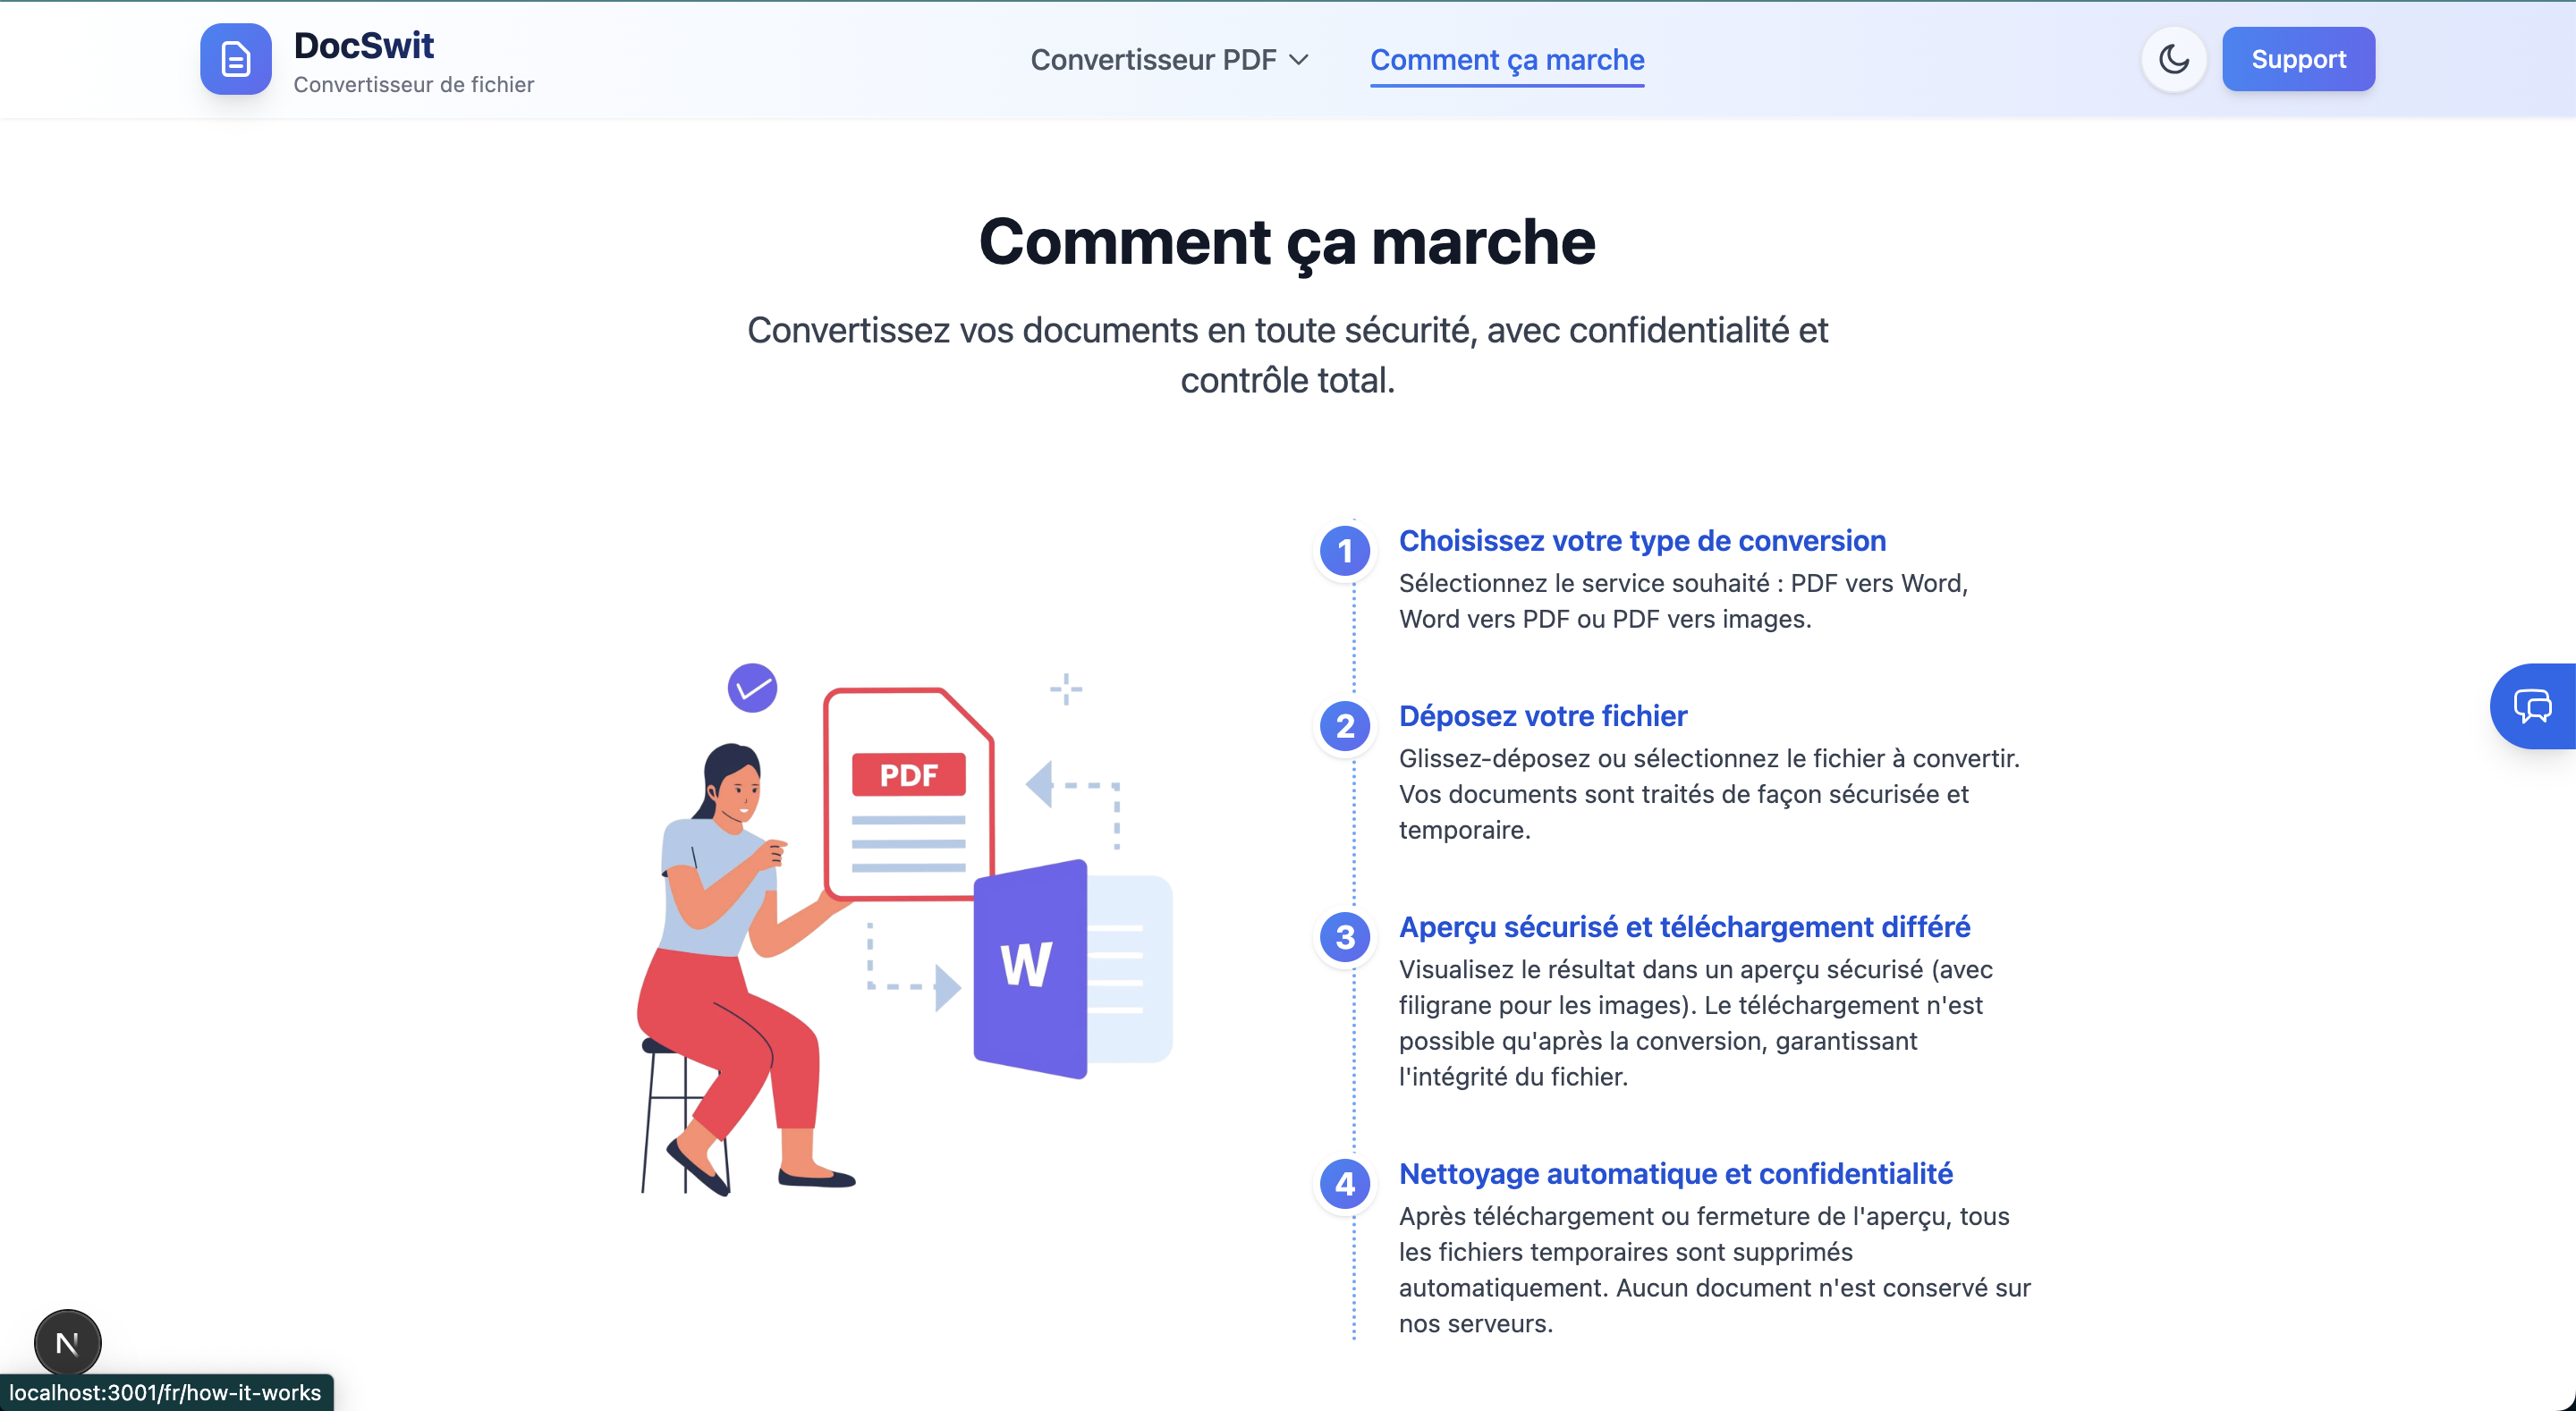 DocSwit
Convertisseur de fichier
Convertisseur PDF
Comment ça marche
Support
Comment ça marche
Convertissez vos documents en toute sécurité, avec confidentialité et
contrôle total.
PDF
W
1
Choisissez votre type de conversion
Sélectionnez le service souhaité : PDF vers Word,
Word vers PDF ou PDF vers images.
2
Déposez votre fichier
Glissez-déposez ou sélectionnez le fichier à convertir.
Vos documents sont traités de façon sécurisée et
temporaire.
3
Aperçu sécurisé et téléchargement différé
Visualisez le résultat dans un aperçu sécurisé (avec
filigrane pour les images). Le téléchargement n'est
possible qu'après la conversion, garantissant
l'intégrité du fichier.
4
Nettoyage automatique et confidentialité
Après téléchargement ou fermeture de l'aperçu, tous
les fichiers temporaires sont supprimés
automatiquement. Aucun document n'est conservé sur
nos serveurs.
N
localhost:3001/fr/how-it-works